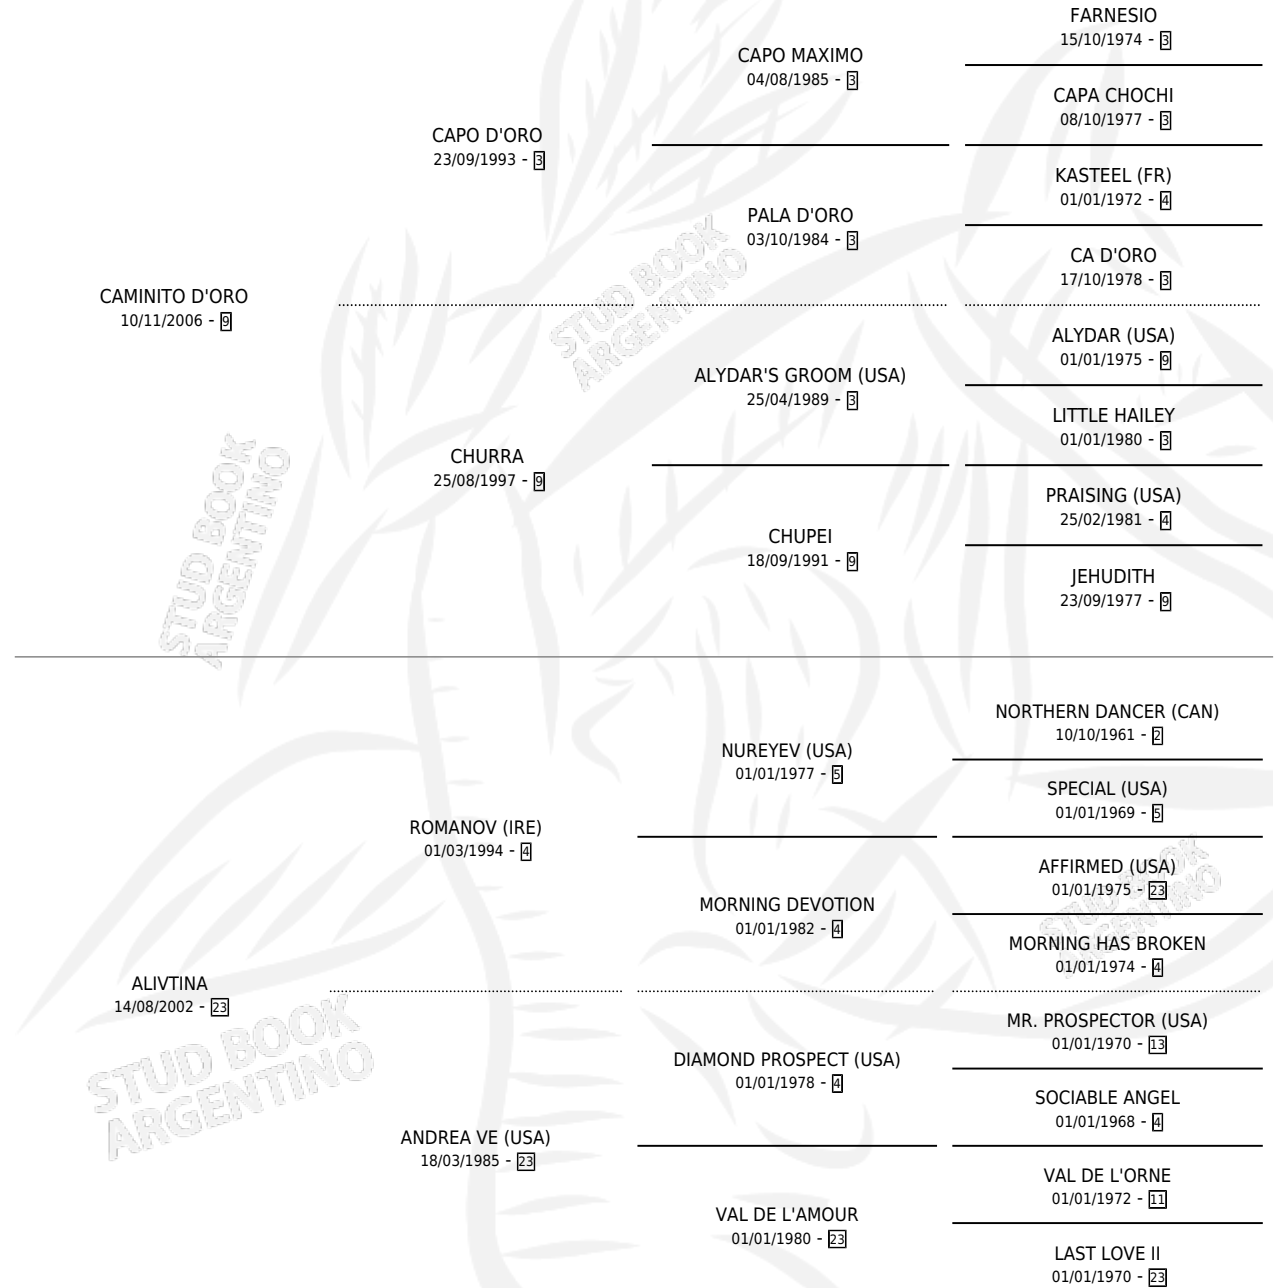 FARNESIO
15/10/1974 - 3
CAPO MAXIMO
04/08/1985 - 3
CAPA CHOCHI
08/10/1977 - 3
CAPO D'ORO
23/09/1993 - 3
KASTEEL (FR)
01/01/1972 - 4
PALA D'ORO
03/10/1984 - 3
CA D'ORO
17/10/1978 - 3
CAMINITO D'ORO
10/11/2006 - 9
STUD BOOK
ARGENTINO
ALYDAR (USA)
01/01/1975 - 9
ALYDAR'S GROOM (USA)
25/04/1989 - 3
LITTLE HAILEY
01/01/1980 - 3
CHURRA
25/08/1997 - 9
PRAISING (USA)
25/02/1981 - 4
CHUPEI
18/09/1991 - 9
JEHUDITH
23/09/1977 - 9
STUD BOOK
ARGENTINO
NORTHERN DANCER (CAN)
10/10/1961 - 2
NUREYEV (USA)
01/01/1977 - 5
SPECIAL (USA)
01/01/1969 - 5
ROMANOV (IRE)
01/03/1994 - 4
AFFIRMED (USA)
01/01/1975 - 23
MORNING DEVOTION
01/01/1982 - 4
MORNING HAS BROKEN
01/01/1974 - 4
STUD BOOK
ARGENTINO
ALIVTINA
14/08/2002 - 23
MR. PROSPECTOR (USA)
01/01/1970 - 13
DIAMOND PROSPECT (USA)
01/01/1978 - 4
SOCIABLE ANGEL
01/01/1968 - 4
STUD BOOK
ARGENTINO
ANDREA VE (USA)
18/03/1985 - 23
VAL DE L'ORNE
01/01/1972 - 11
VAL DE L'AMOUR
01/01/1980 - 23
LAST LOVE II
01/01/1970 - 23